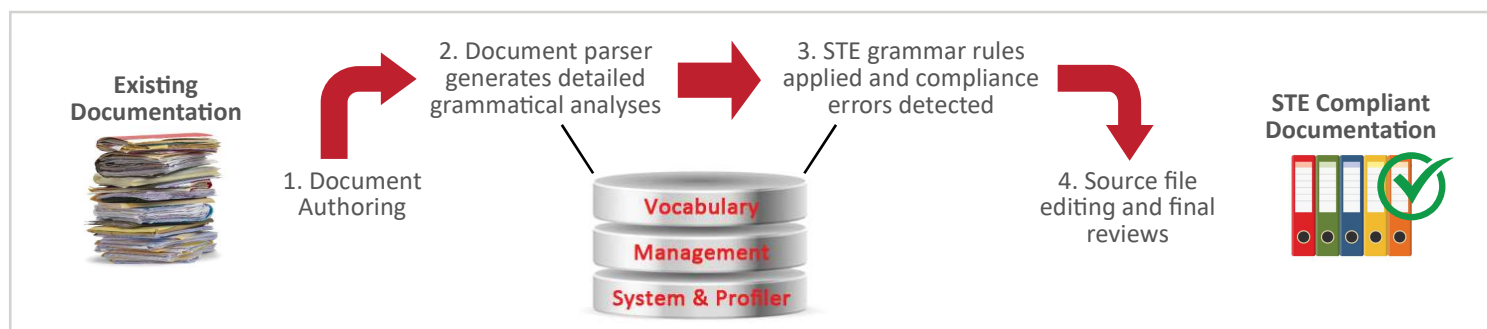 Existing
Documentation
1. Document
Authoring
2. Document parser
generates detailed
grammatical analyses
3. STE grammar rules
applied and compliance
errors detected
Vocabulary
Management
System & Profiler
4. Source file
editing and final
reviews
STE Compliant
Documentation